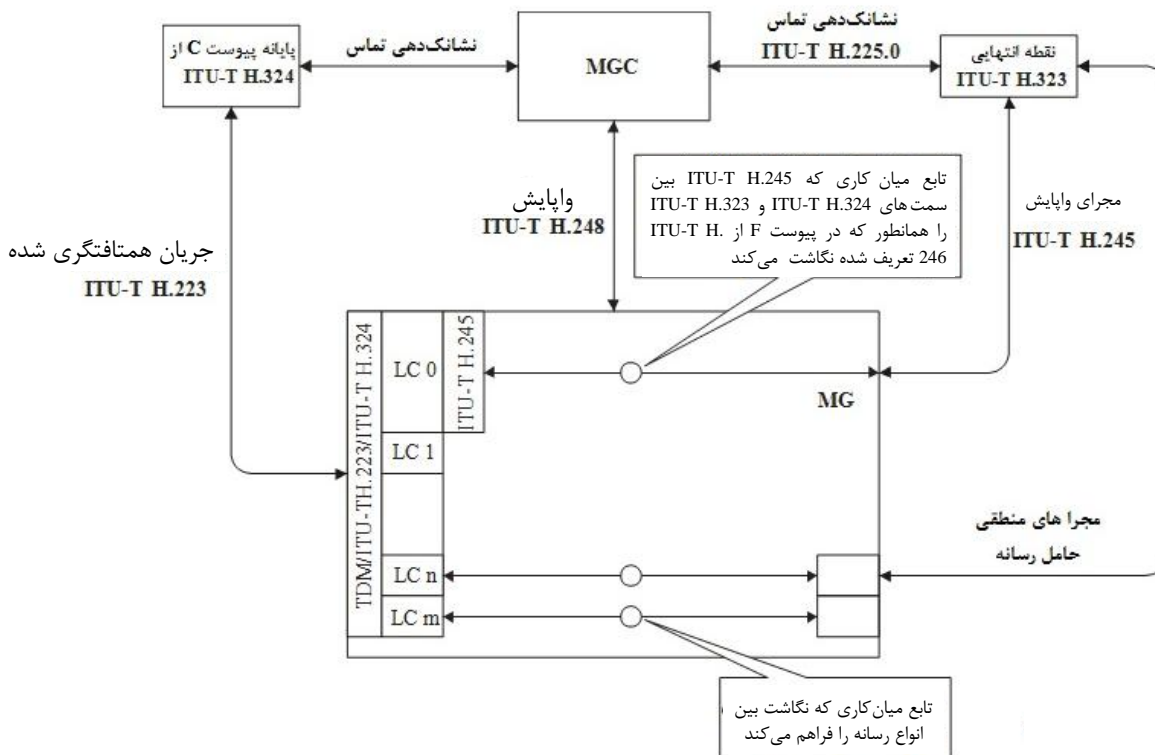 پایانه پیوست C از
ITU-T H.324
نشانک‌دهی تماس
MGC
نشانک‌دهی تماس
ITU-T H.225.0
نقطه انتهایی
ITU-T H.323
تابع میان کاری که ITU-T H.245 بین
سمت‌های ITU-T H.324 و ITU-T H.323
را همانطور که در پیوست F از ITU-T H.
246 تعریف شده نگاشت می‌کند
واپایش
ITU-T H.248
مجرای واپایش
ITU-T H.245
جریان همتافتگری شده
ITU-T H.223
TDM/ITU-TH.223/ITU-T H.324
LC 0
ITU-T H.245
MG
LC 1
مجرا های منطقی
حامل رسانه
LC n
LC m
تابع میان‌کاری که نگاشت بین
انواع رسانه را فراهم می‌کند